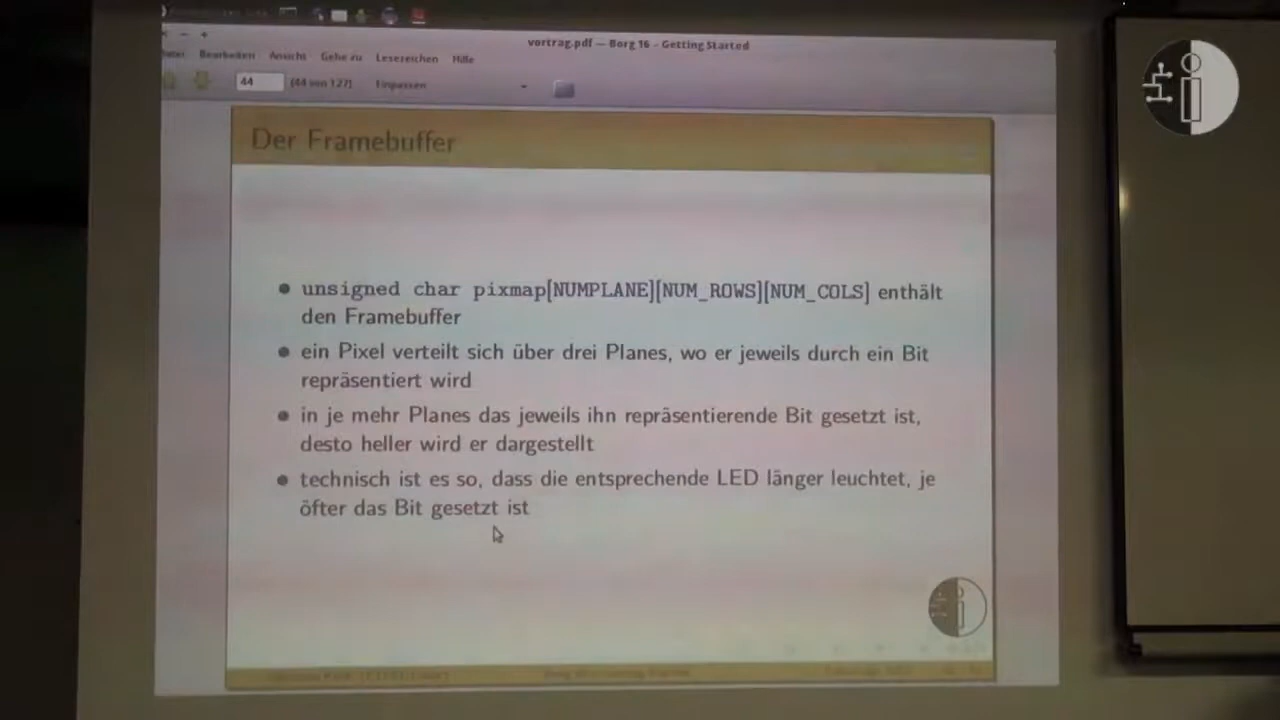 vortrag.pdf — Borg 16 - Getting Started
Bearbeiten Ansicht Gehe zu Lesezeichen Hilfe
44 (44 von 127) Einpassen
Der Framebuffer
unsigned char pixmap[NUMPLANE][NUM_ROWS][NUM_COLS] enthält
den Framebuffer
ein Pixel verteilt sich über drei Planes, wo er jeweils durch ein Bit
repräsentiert wird
in je mehr Planes das jeweils ihn repräsentierende Bit gesetzt ist,
desto heller wird er dargestellt
technisch ist es so, dass die entsprechende LED länger leuchtet, je
öfter das Bit gesetzt ist